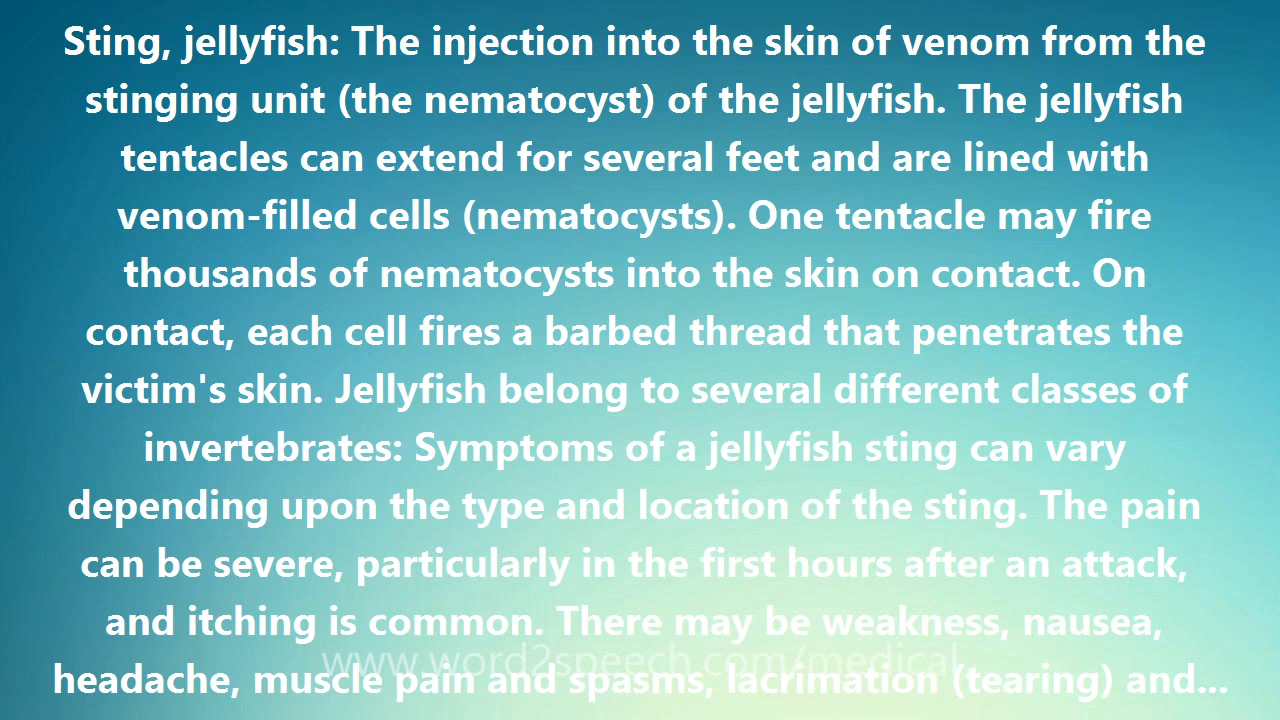 Sting, jellyfish: The injection into the skin of venom from the
stinging unit (the nematocyst) of the jellyfish. The jellyfish
tentacles can extend for several feet and are lined with
venom-filled cells (nematocysts). One tentacle may fire
thousands of nematocysts into the skin on contact. On
contact, each cell fires a barbed thread that penetrates the
victim's skin. Jellyfish belong to several different classes of
invertebrates: Symptoms of a jellyfish sting can vary
depending upon the type and location of the sting. The pain
can be severe, particularly in the first hours after an attack,
and itching is common. There may be weakness, nausea,
www.word2speech.com/medical
headache, muscle pain and spasms, lacrimation (tearing) and...